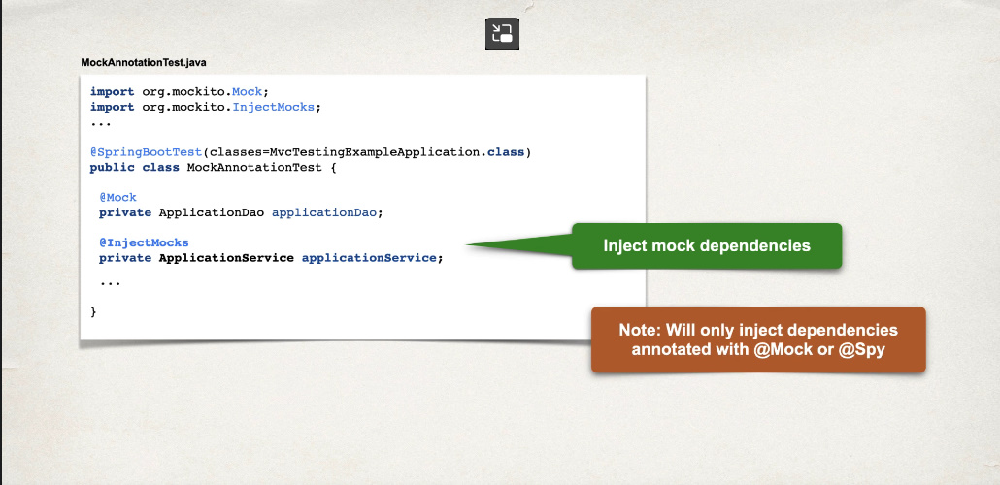 MockAnnotationTest.java
import org.mockito.Mock;
import org.mockito.InjectMocks;
...
@SpringBootTest(classes=MvcTestingExampleApplication.class)
public class MockAnnotationTest {
@Mock
private ApplicationDao applicationDao;
@InjectMocks
private ApplicationService applicationService;
...
}
Inject mock dependencies
Note: Will only inject dependencies
annotated with @Mock or @Spy